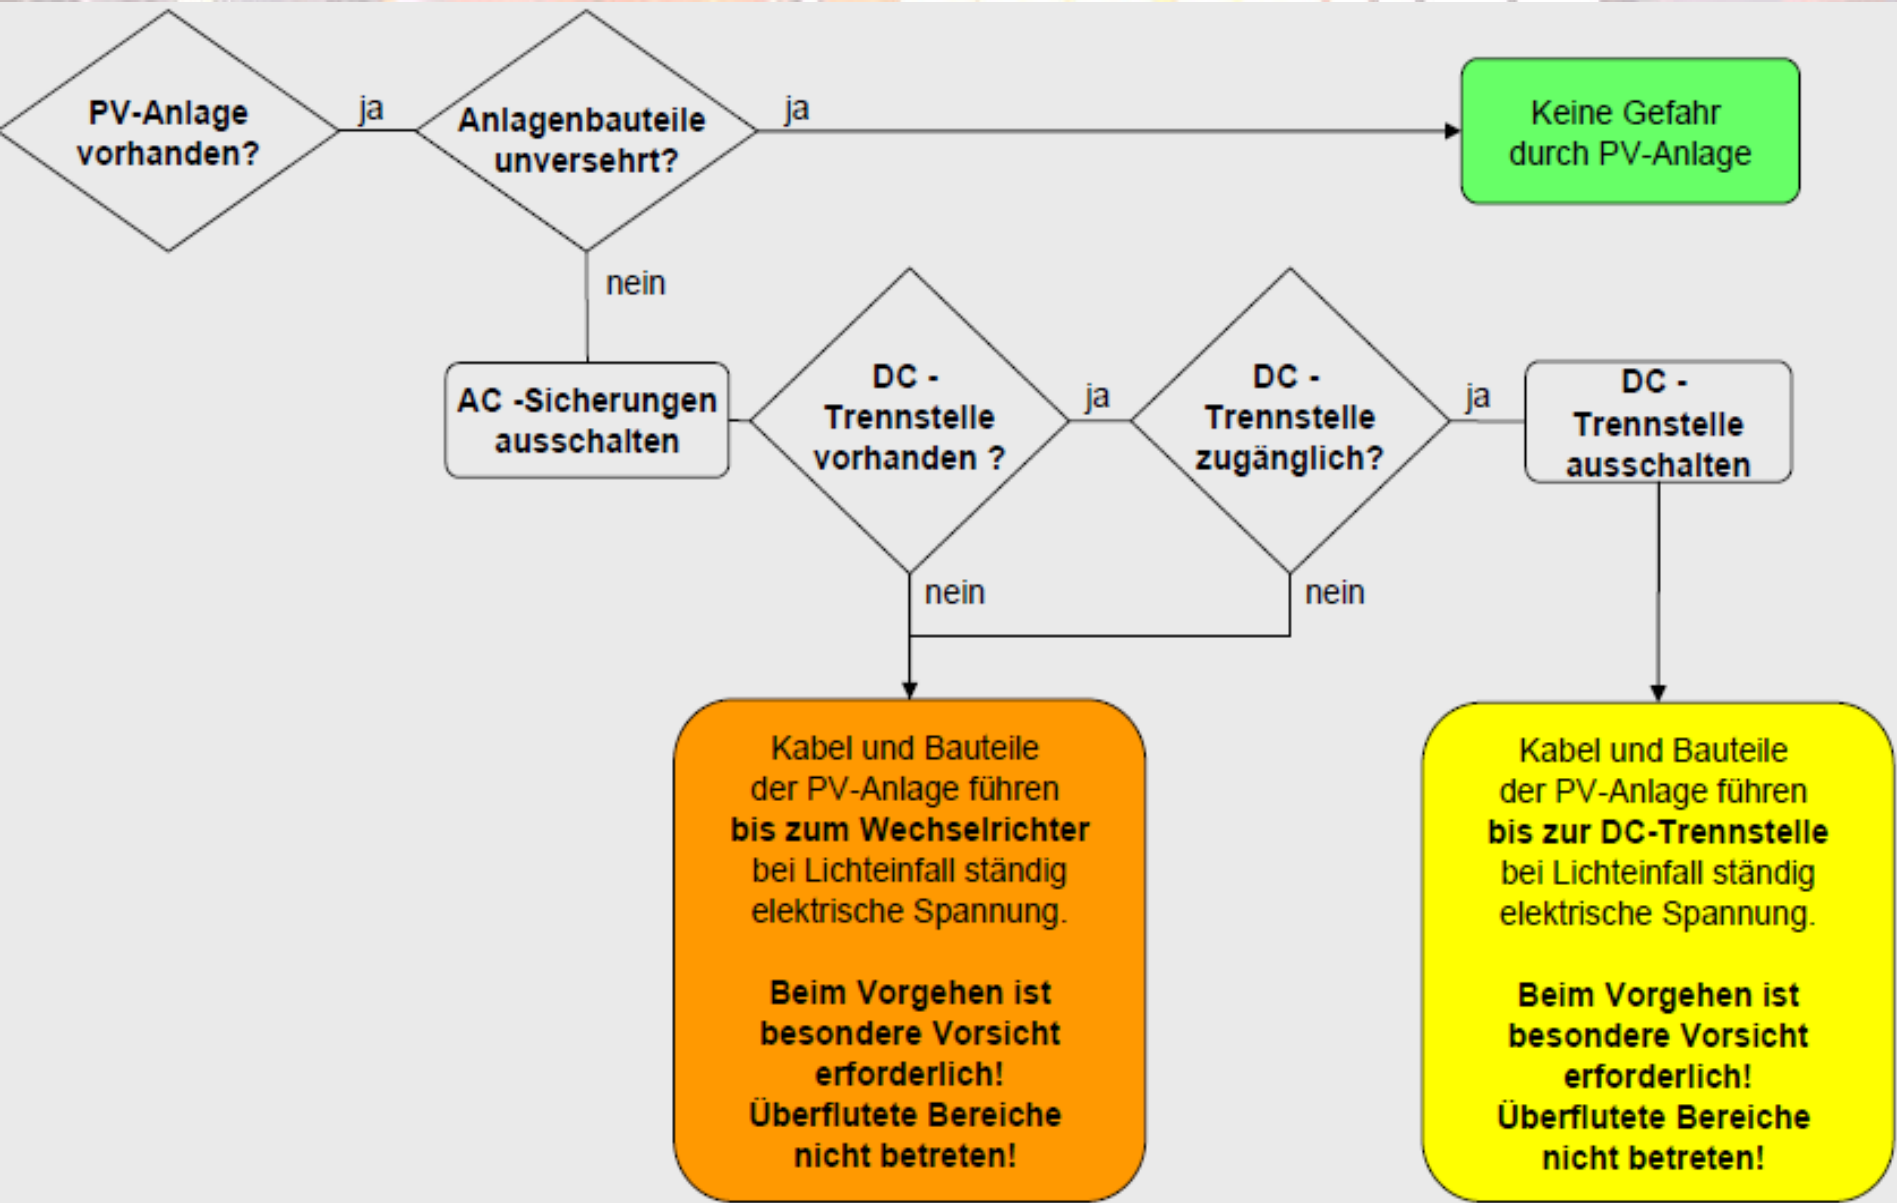 PV-Anlage
vorhanden?
ja
Anlagenbauteile
unversehrt?
ja
Keine Gefahr
durch PV-Anlage
nein
AC -Sicherungen
ausschalten
DC -
Trennstelle
vorhanden ?
ja
DC -
Trennstelle
zugänglich?
ja
DC -
Trennstelle
ausschalten
nein
nein
Kabel und Bauteile
der PV-Anlage führen
bis zum Wechselrichter
bei Lichteinfall ständig
elektrische Spannung.
Beim Vorgehen ist
besondere Vorsicht
erforderlich!
Überflutete Bereiche
nicht betreten!
Kabel und Bauteile
der PV-Anlage führen
bis zur DC-Trennstelle
bei Lichteinfall ständig
elektrische Spannung.
Beim Vorgehen ist
besondere Vorsicht
erforderlich!
Überflutete Bereiche
nicht betreten!